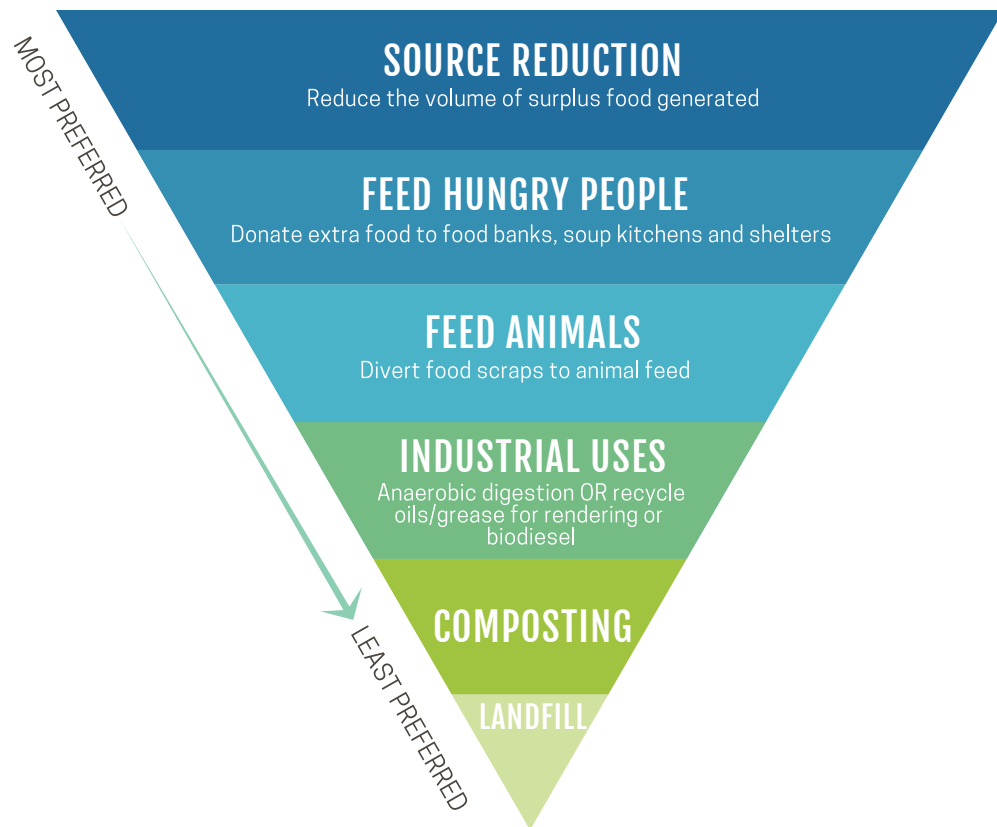 MOST PREFERRED
SOURCE REDUCTION
Reduce the volume of surplus food generated
FEED HUNGRY PEOPLE
Donate extra food to food banks, soup kitchens and shelters
FEED ANIMALS
Divert food scraps to animal feed
INDUSTRIAL USES
Anaerobic digestion OR recycle
oils/grease for rendering or
biodiesel
COMPOSTING
LEAST PREFERRED
LANDFILL